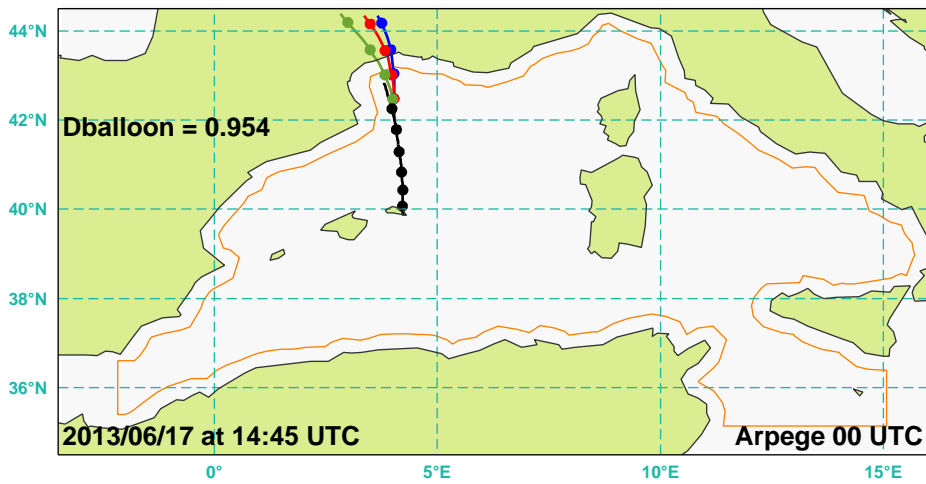 44°N
42°N
Dballoon = 0.954
40°N
38°N
36°N
2013/06/17 at 14:45 UTC Arpege 00 UTC
0° 5°E 10°E 15°E